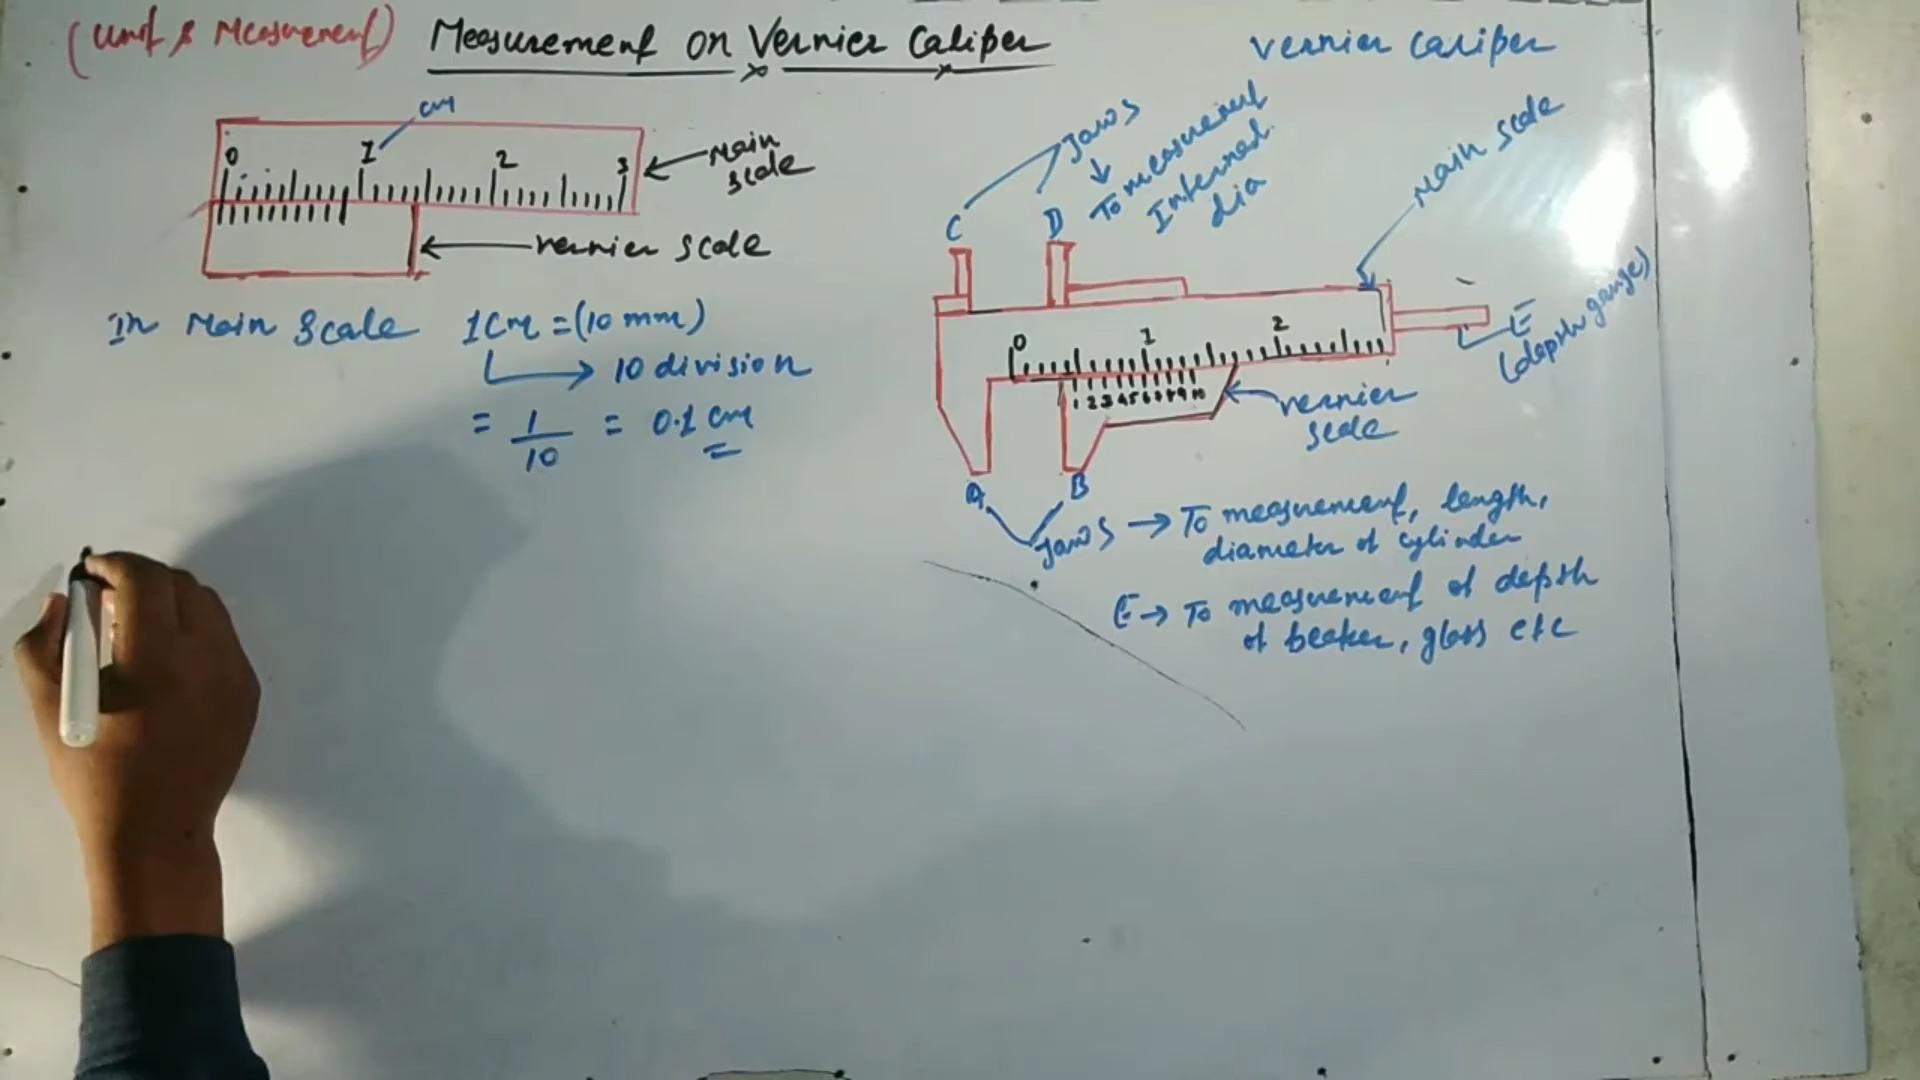 (Unit & Measurement) Measurement on Vernier Caliper
Vernier Caliper
cm
0 1 2 3
Main
Scale
Vernier Scale
In Main Scale 1 cm = (10 mm)
10 division
= 1/10 = 0.1 cm
Jaws
To measurement
Internal
dia
Main Scale
C D
0 1 2
1 2 3 4 5 6 7 8 9 10
E
(depth gauge)
Vernier
Scale
A B
Jaws → To measurement, length,
diameter of cylinder
E → To measurement of depth
of beaker, glass etc